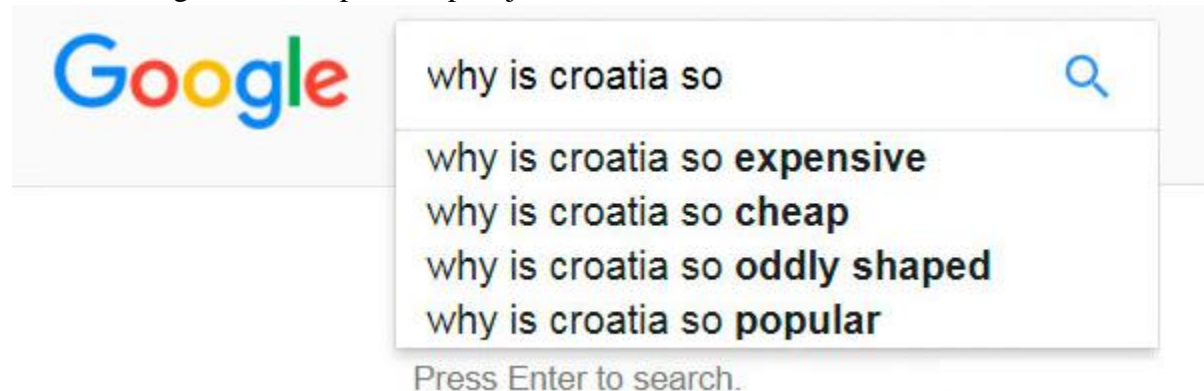 Google
why is croatia so
why is croatia so expensive
why is croatia so cheap
why is croatia so oddly shaped
why is croatia so popular
Press Enter to search.